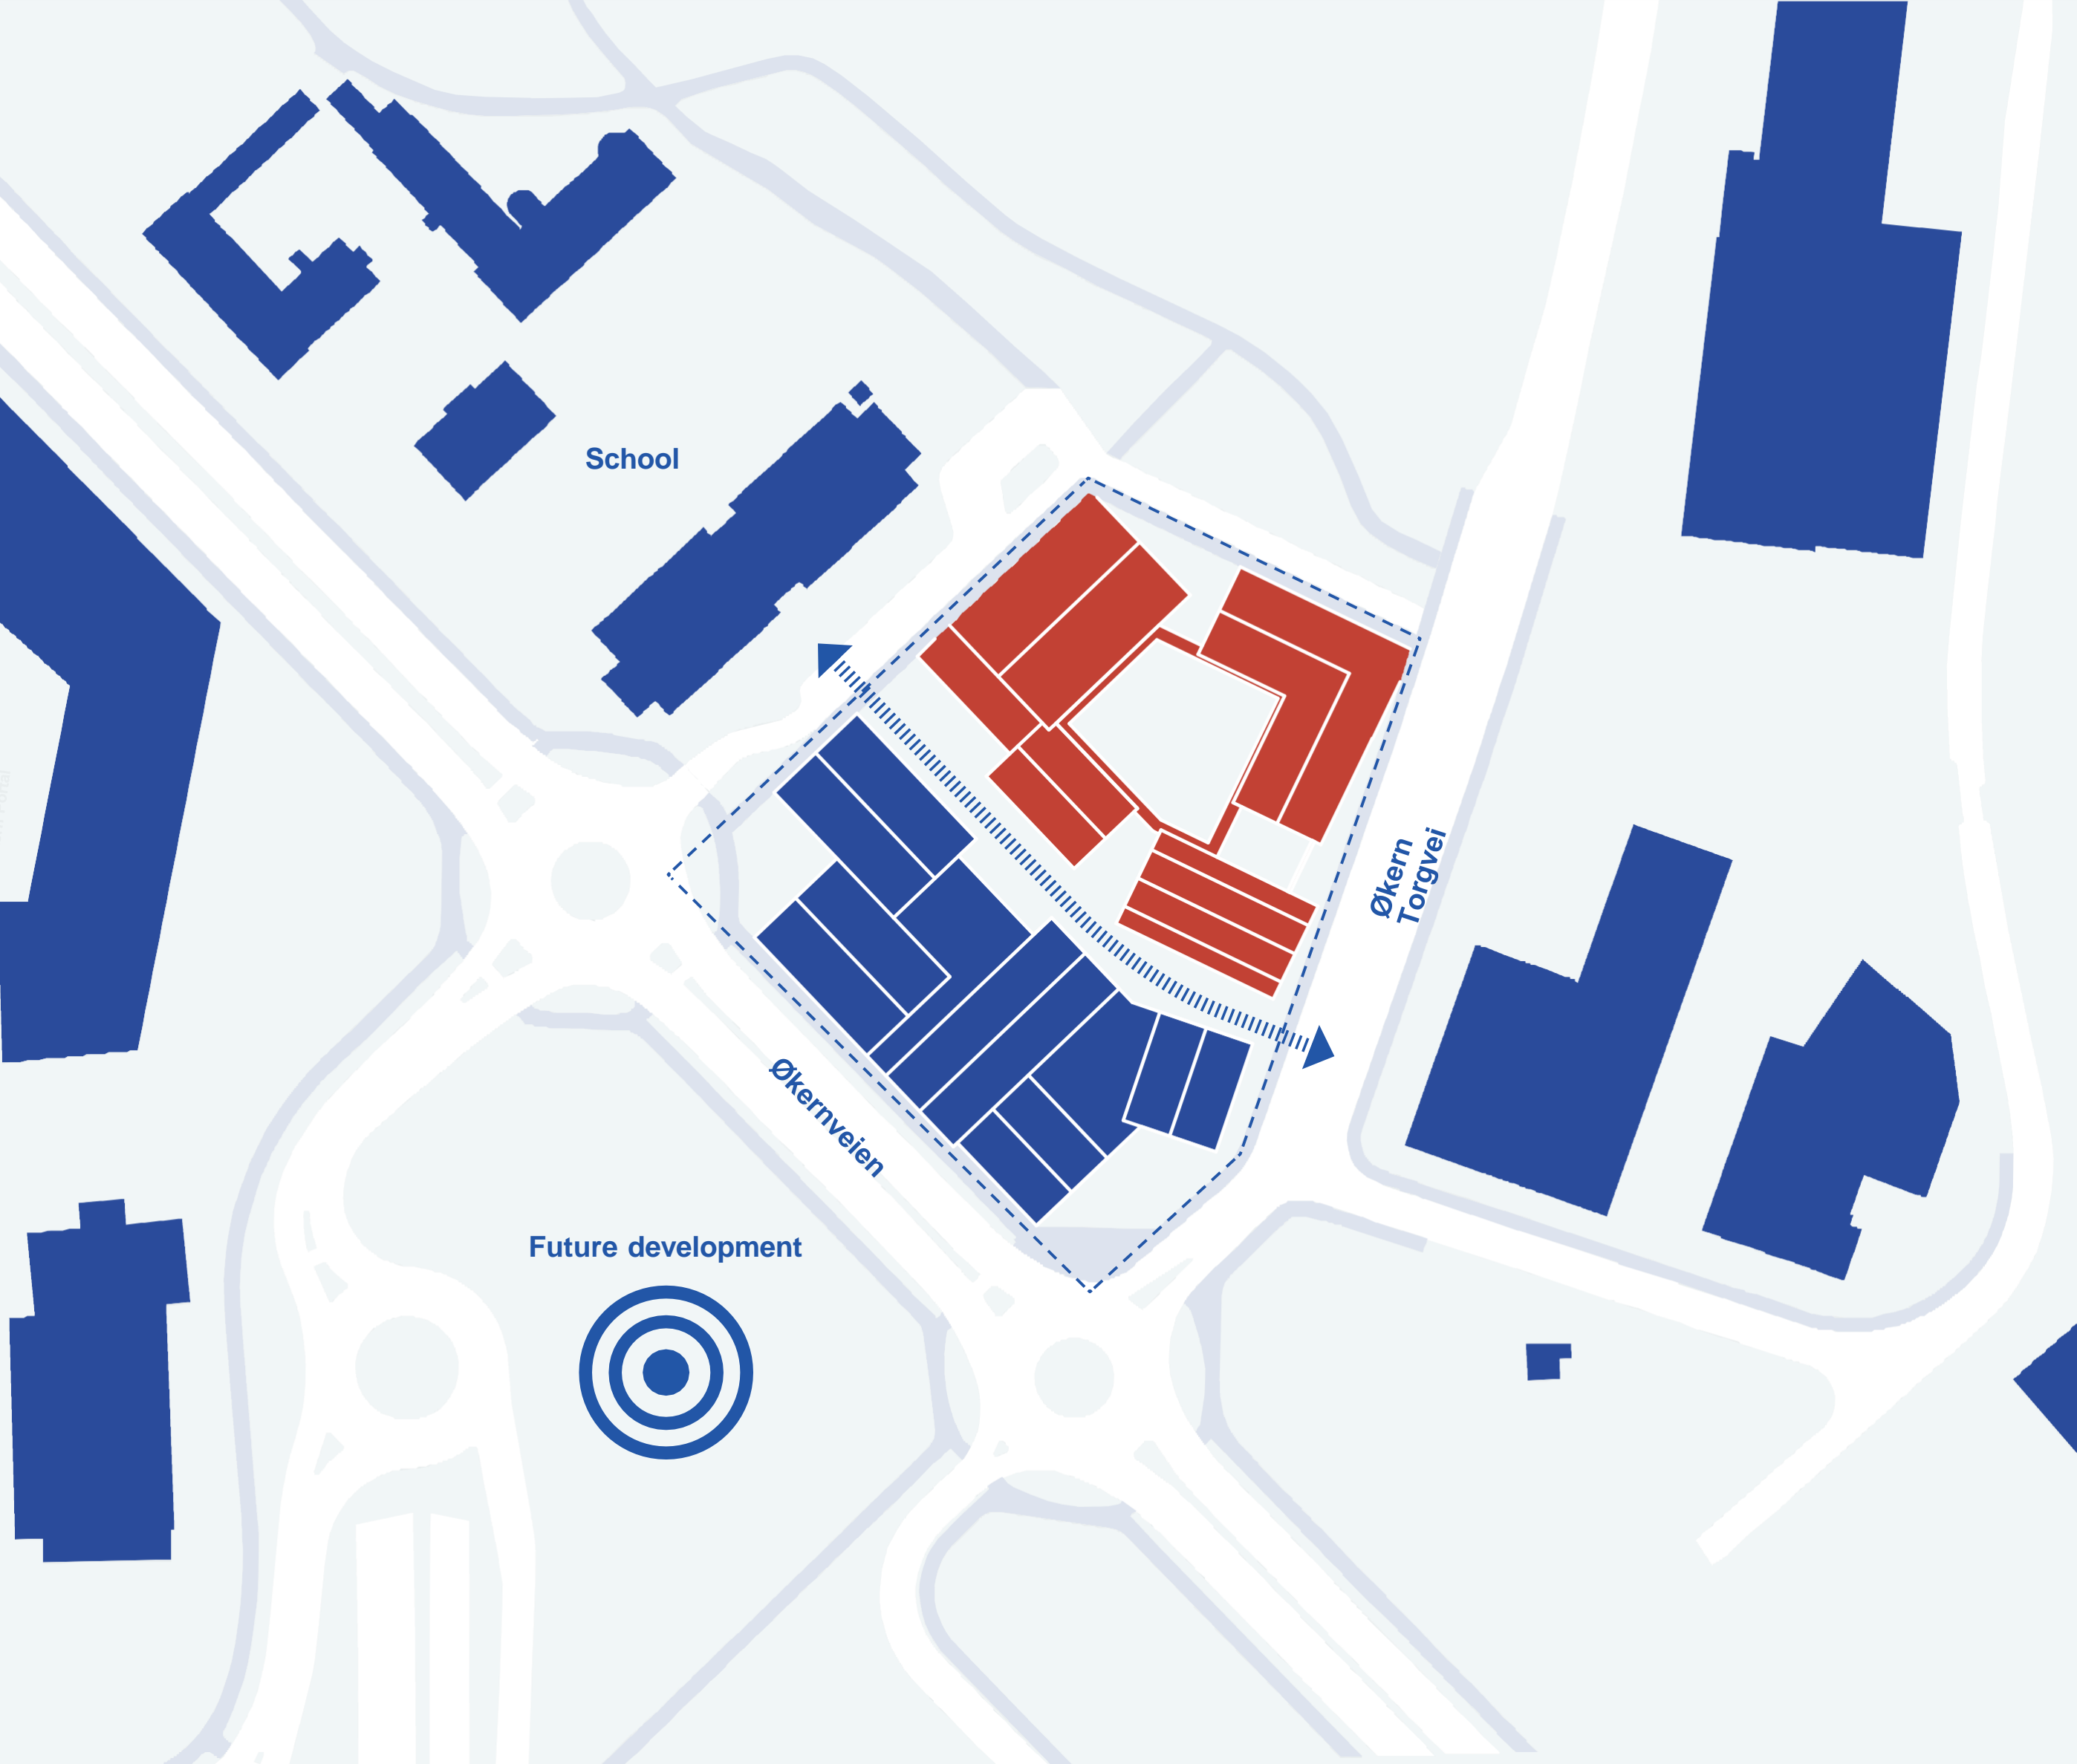 School
Økern
Torgvei
Økernveien
Future development